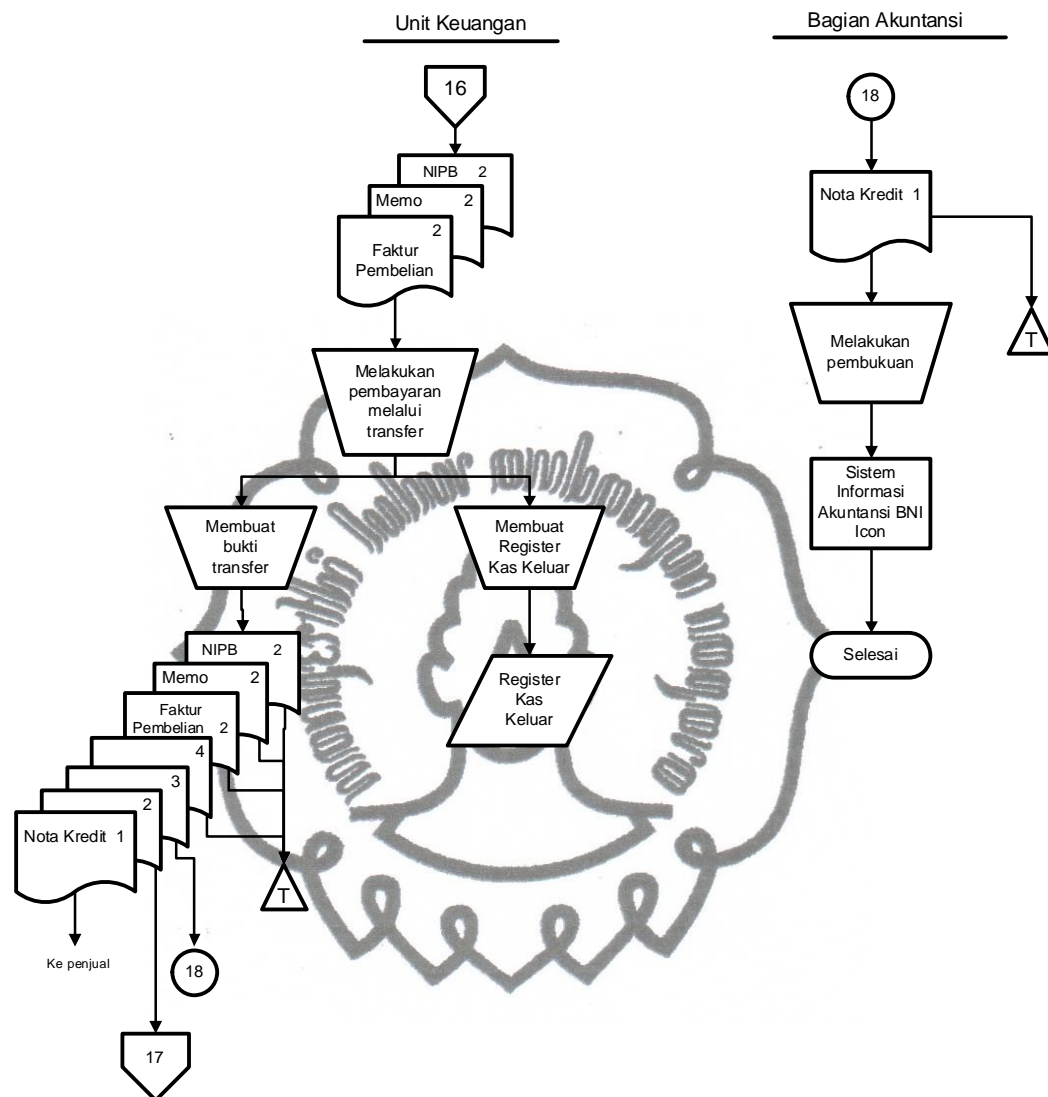 Unit Keuangan
16
NIPB 2
Memo 2
2
Faktur
Pembelian
Melakukan
pembayaran
melalui
transfer
Membuat
bukti
transfer
Membuat
Register
Kas Keluar
NIPB 2
Memo 2
Faktur
Pembelian 2
4
3
2
Nota Kredit 1
T
Ke penjual
18
17
Register
Kas
Keluar
Bagian Akuntansi
18
Nota Kredit 1
T
Melakukan
pembukuan
Sistem
Informasi
Akuntansi BNI
Icon
Selesai